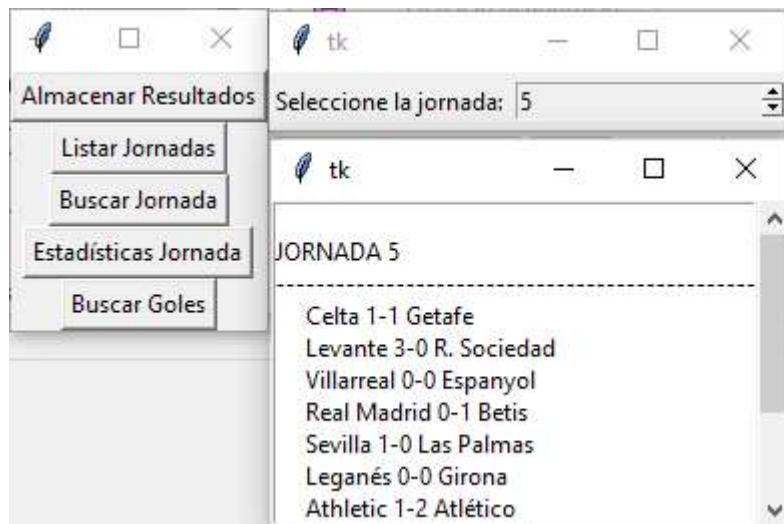 Almacenar Resultados
Listar Jornadas
Buscar Jornada
Estadísticas Jornada
Buscar Goles
tk
Seleccione la jornada: 5
tk
JORNADA 5
--------------------------------------------------------------
Celta 1-1 Getafe
Levante 3-0 R. Sociedad
Villarreal 0-0 Espanyol
Real Madrid 0-1 Betis
Sevilla 1-0 Las Palmas
Leganés 0-0 Girona
Athletic 1-2 Atlético